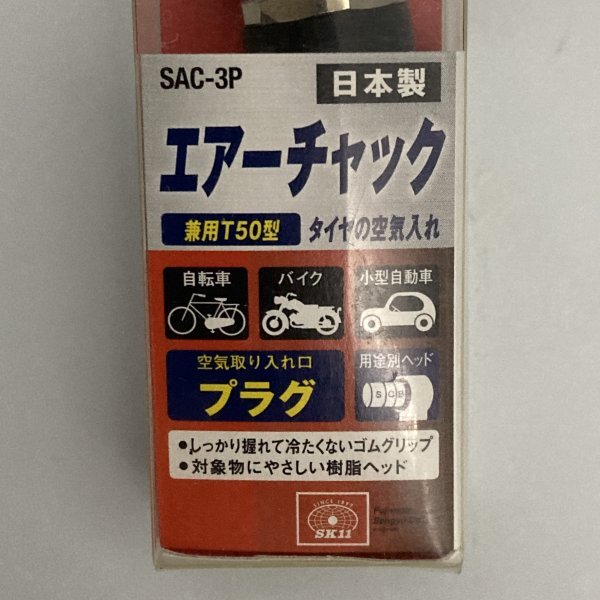 SAC-3P
日本製
エアーチャック
兼用T50型
タイヤの空気入れ
自転車
バイク
小型自動車
空気取り入れ口
プラグ
用途別ヘッド
SCB
●しっかり握れて冷たくないゴムグリップ
●対象物にやさしい樹脂ヘッド
SK11